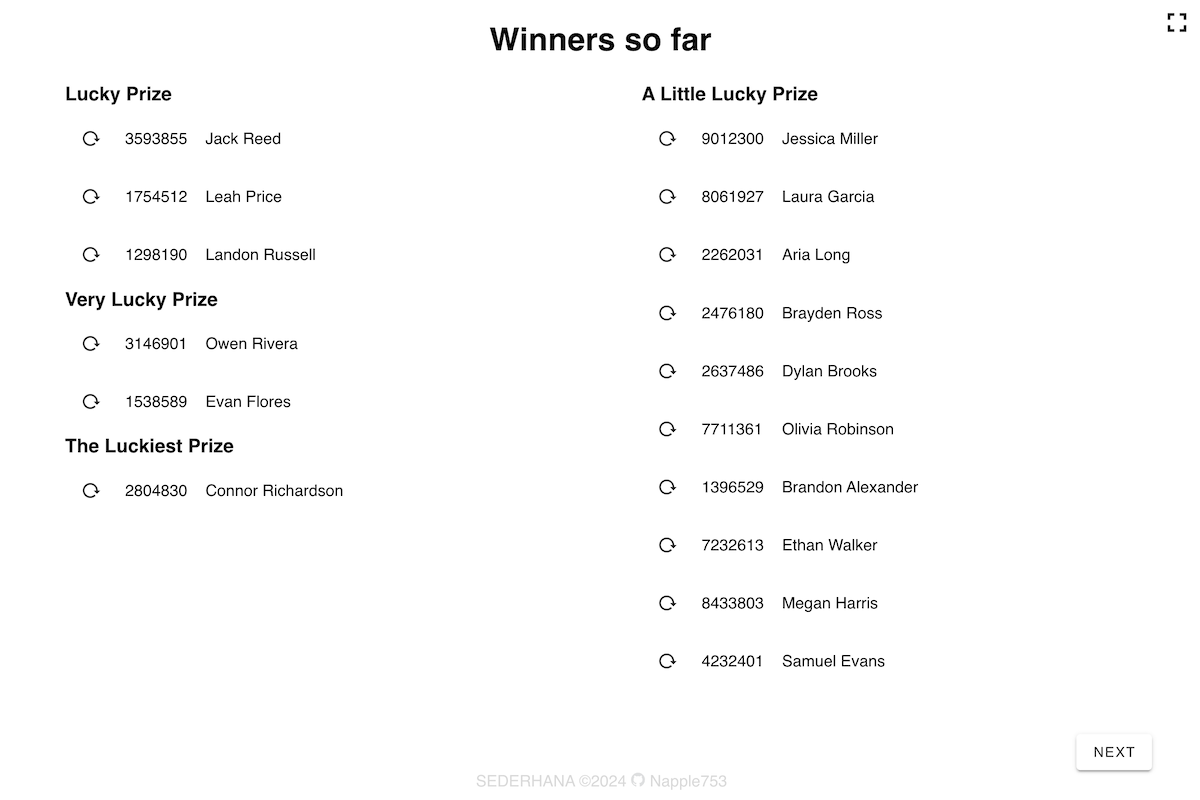 Winners so far
Lucky Prize
3593855 Jack Reed
1754512 Leah Price
1298190 Landon Russell
Very Lucky Prize
3146901 Owen Rivera
1538589 Evan Flores
The Luckiest Prize
2804830 Connor Richardson
A Little Lucky Prize
9012300 Jessica Miller
8061927 Laura Garcia
2262031 Aria Long
2476180 Brayden Ross
2637486 Dylan Brooks
7711361 Olivia Robinson
1396529 Brandon Alexander
7232613 Ethan Walker
8433803 Megan Harris
4232401 Samuel Evans
NEXT
SEDERHANA ©2024 Napple753